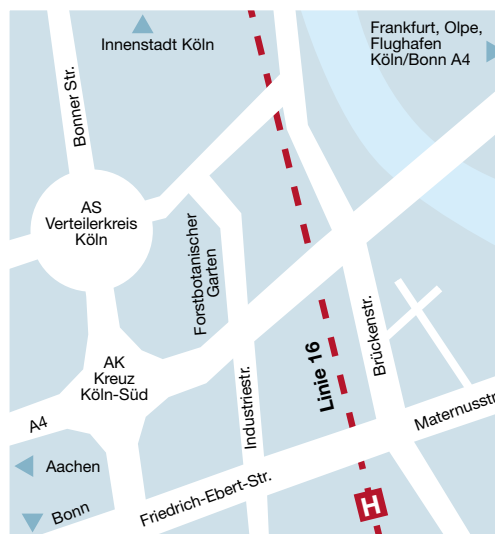 Innenstadt Köln
Frankfurt, Olpe,
Flughafen
Köln/Bonn A4
Bonner Str.
AS
Verteilerkreis
Köln
Forstbotanischer
Garten
AK
Kreuz
Köln-Süd
Linie 16
Brückenstr.
Industriestr.
Maternusstr
A4
Aachen
Bonn
Friedrich-Ebert-Str.
H